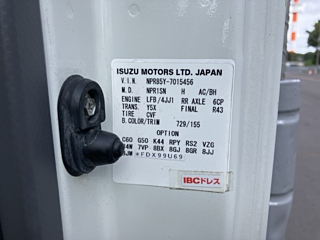 ISUZU MOTORS LTD. JAPAN
V.I.N. NPR85Y-7015456
M.D. NPR1SN H AC/BH
ENGINE LFB/4JJ1 RR AXLE 6CP
TRANS. Y5X FINAL R43
TIRE CVF
B.COLOR/TRIM 729/155
OPTION
C60 G50 K44 RPY RS2 VZG
7VP 8BX 8GJ 8GR 8JJ
*FDX99U69
IBCドレス